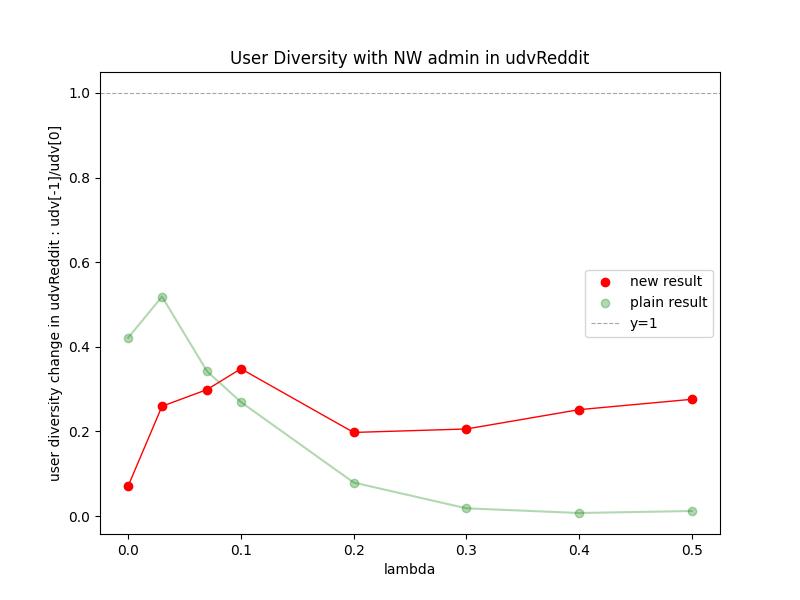 User Diversity with NW admin in udvReddit
user diversity change in udvReddit : udv[-1]/udv[0]
1.0
0.8
0.6
0.4
0.2
0.0
new result
plain result
y=1
0.0 0.1 0.2 0.3 0.4 0.5
lambda